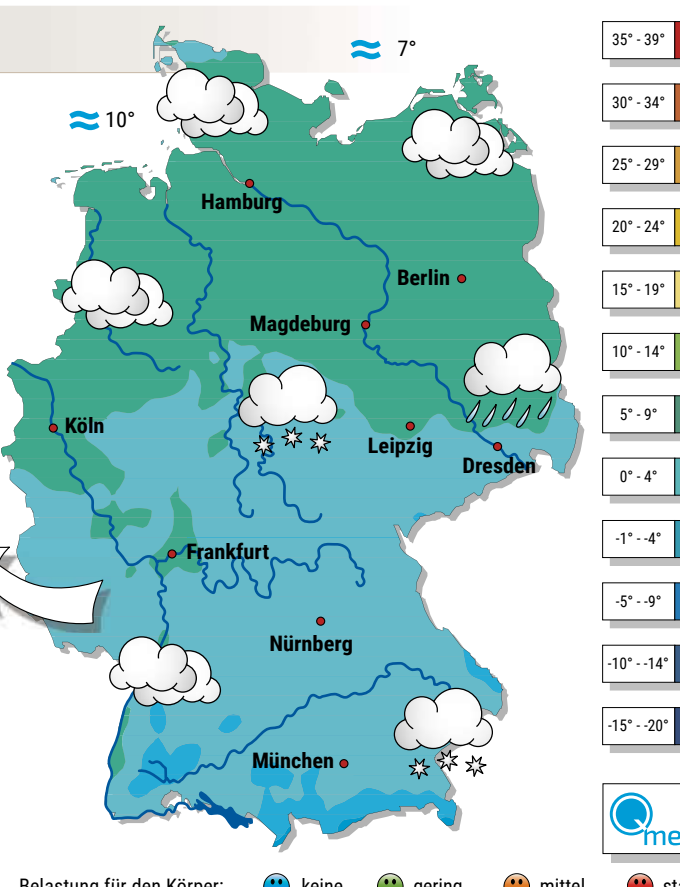 7°
10°
Hamburg
Berlin
Magdeburg
Köln
Leipzig
Dresden
Frankfurt
Nürnberg
München
35° - 39°
30° - 34°
25° - 29°
20° - 24°
15° - 19°
10° - 14°
5° - 9°
0° - 4°
-1° - -4°
-5° - -9°
-10° - -14°
-15° - -20°
Belastung für den Körper: keine gering mittel